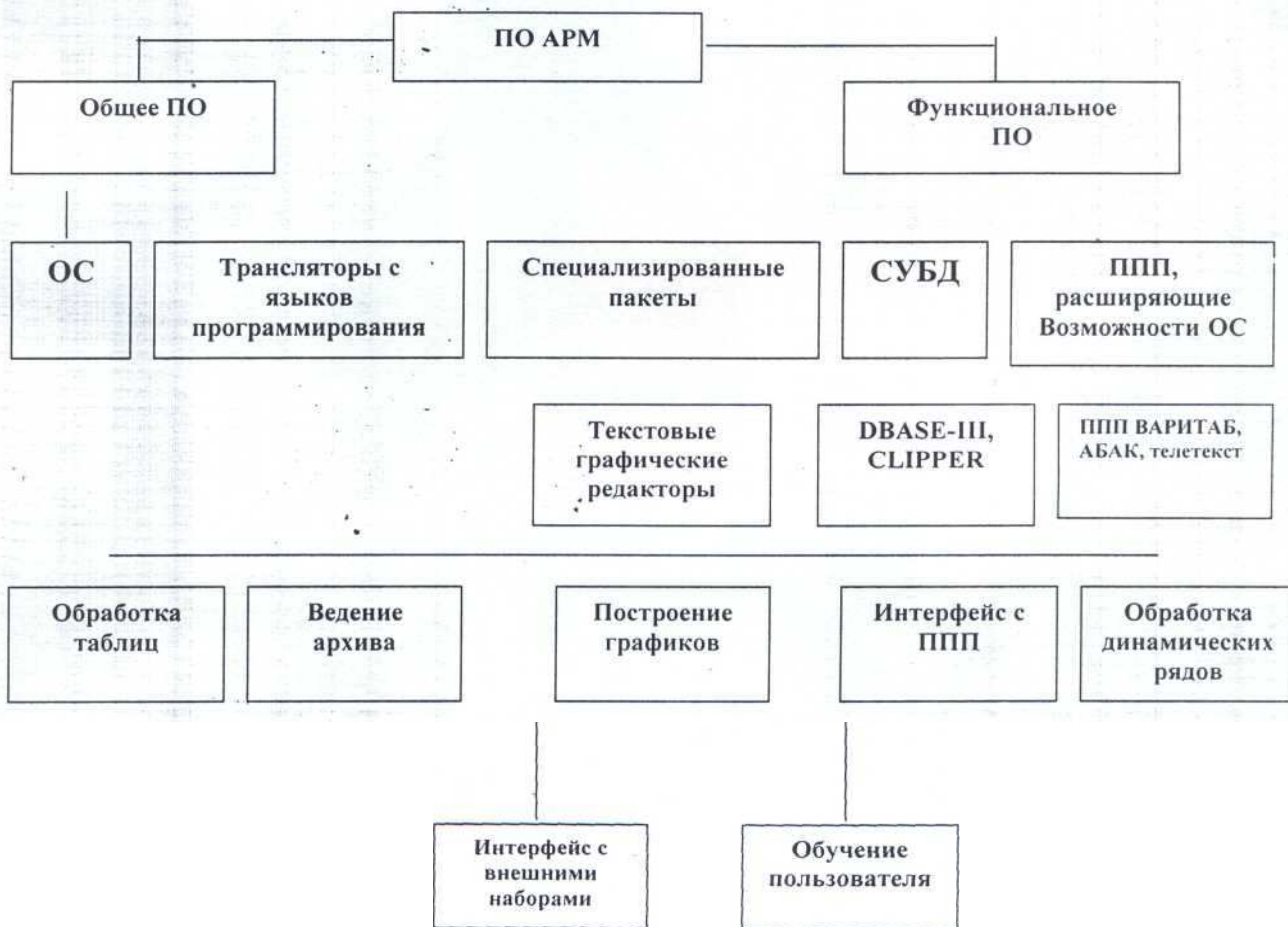 ПО АРМ
Общее ПО
Функциональное
ПО
ОС
Трансляторы с
языков
программирования
Специализированные
пакеты
СУБД
ППП,
расширяющие
Возможности ОС
Текстовые
графические
редакторы
DBASE-III,
CLIPPER
ППП ВАРИТАБ,
АБАК, телетекст
Обработка
таблиц
Ведение
архива
Построение
графиков
Интерфейс с
ППП
Обработка
динамических
рядов
Интерфейс с
внешними
наборами
Обучение
пользователя